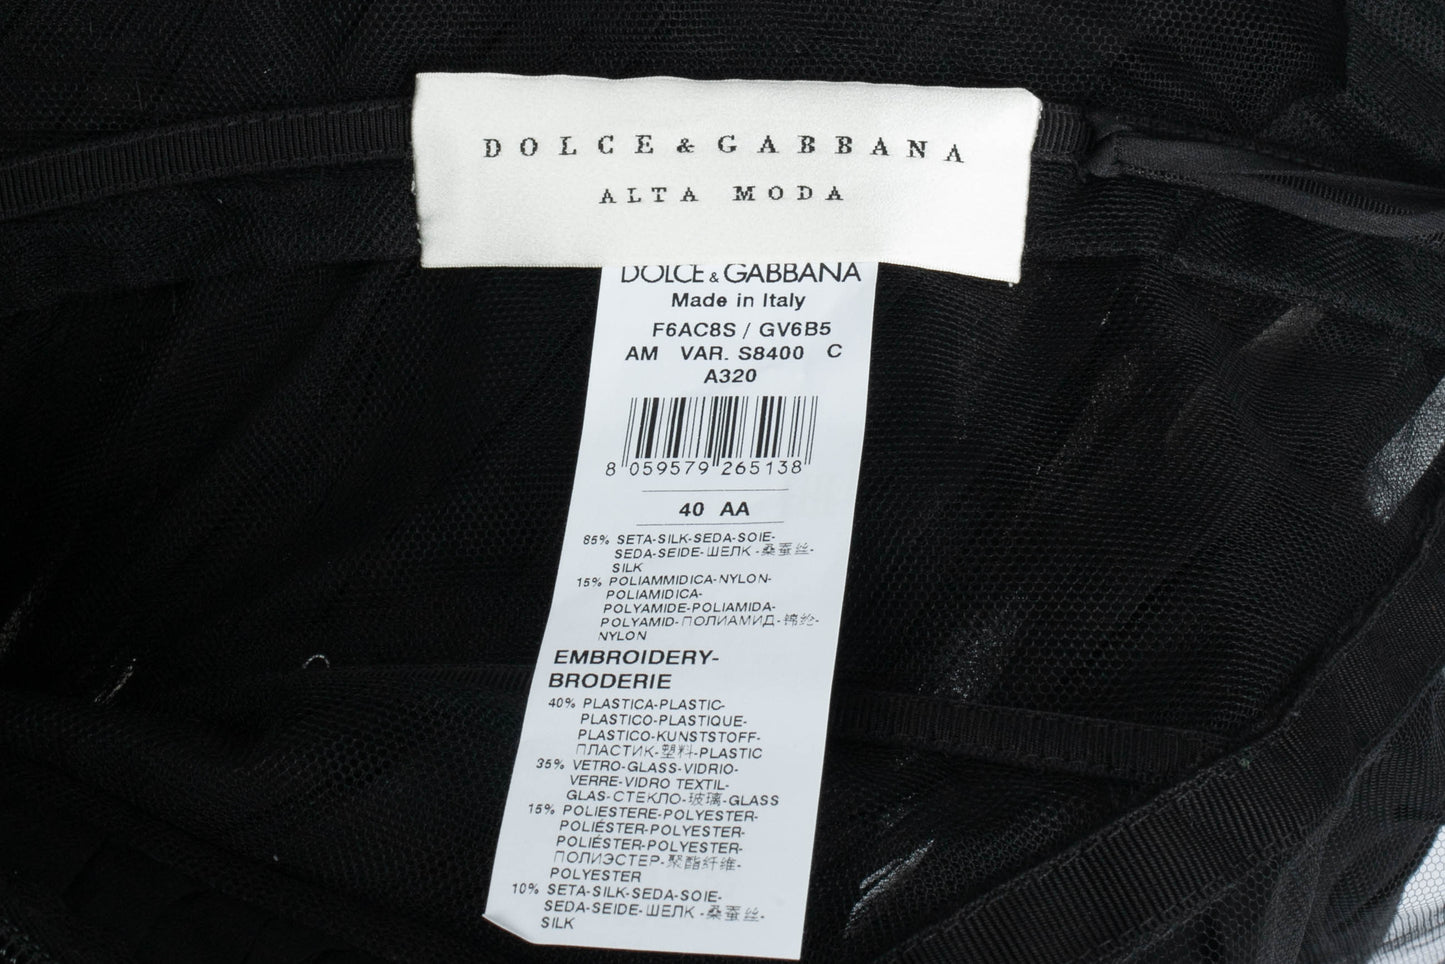 DOLCE & GABBANA
ALTA MODA
DOLCE & GABBANA
Made in Italy
F6AC8S / GV6B5
AM VAR. S8400 C
A320
8 059579 265138
40 AA
85% SETA-SILK-SEDA-SOIE-
SEDA-SEIDE-ШЕЛК-桑蚕丝-
SILK
15% POLIAMMIDICA-NYLON-
POLIAMIDICA-
POLYAMIDE-POLIAMIDA-
POLYAMID-ПОЛИАМИД-锦纶-
NYLON
EMBROIDERY-
BRODERIE
40% PLASTICA-PLASTIC-
PLASTICO-PLASTIQUE-
PLASTICO-KUNSTSTOFF-
ПЛАСТИК-塑料-PLASTIC
35% VETRO-GLASS-VIDRIO-
VERRE-VIDRO TEXTIL-
GLAS-СТЕКЛО-玻璃-GLASS
15% POLIESTERE-POLYESTER-
POLIÉSTER-POLYESTER-
POLIÉSTER-POLYESTER-
ПОЛИЭСТЕР-聚酯纤维-
POLYESTER
10% SETA-SILK-SEDA-SOIE-
SEDA-SEIDE-ШЕЛК-桑蚕丝-
SILK